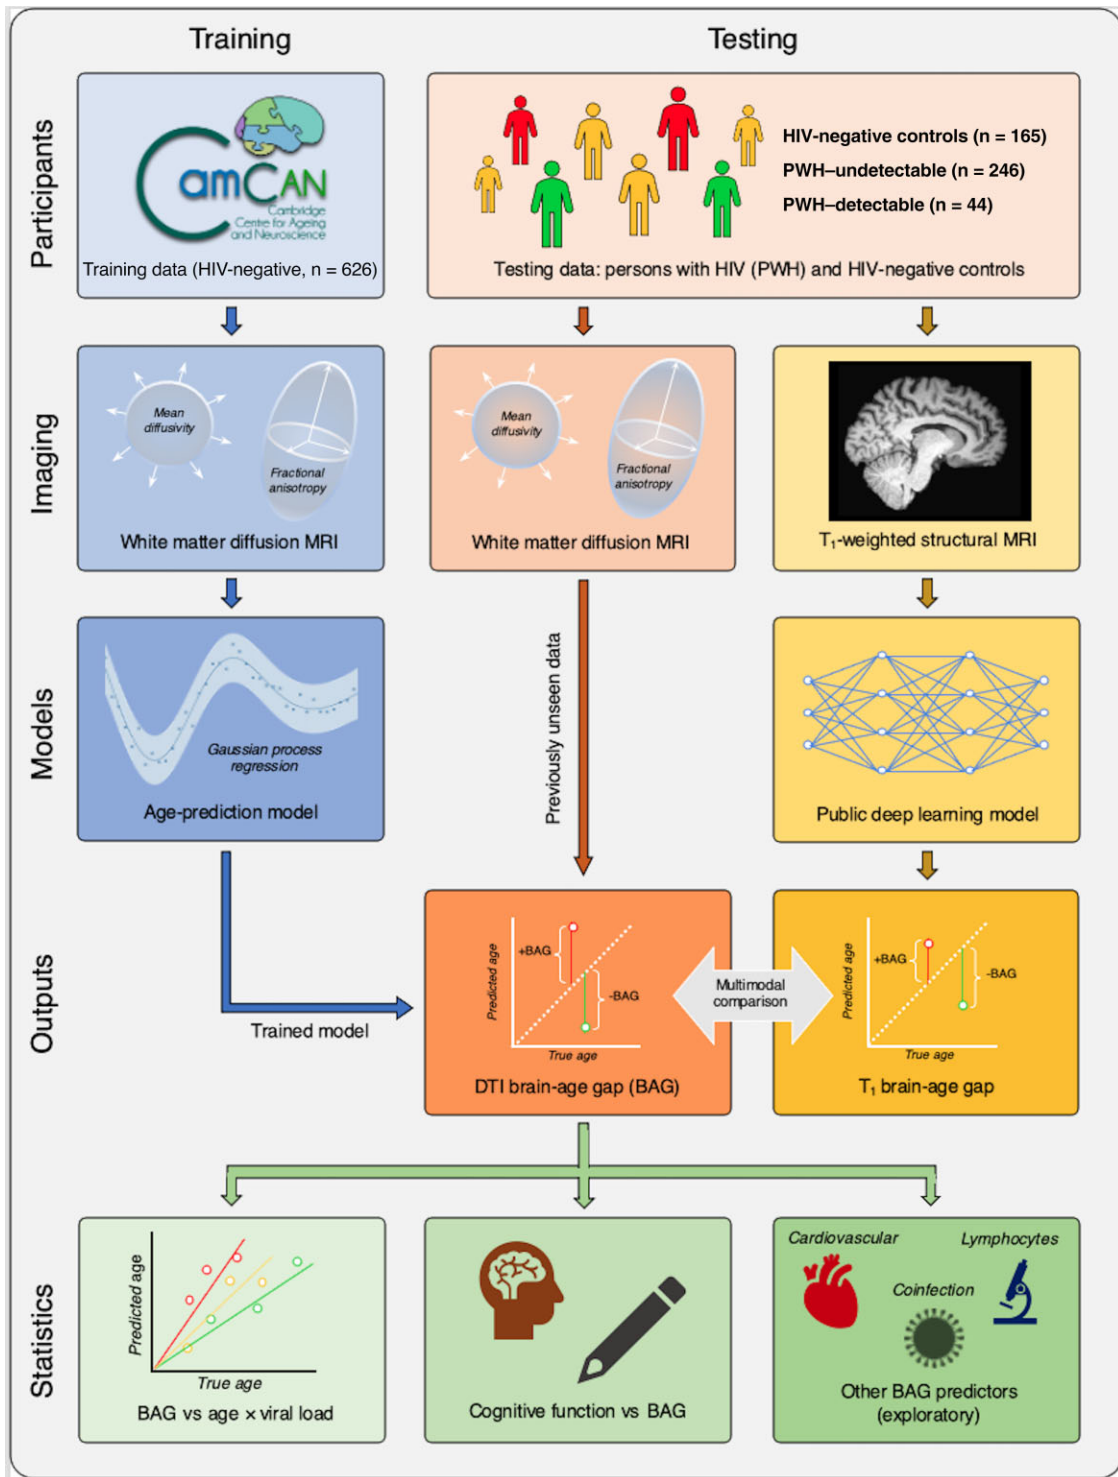 Training
Testing
Participants
CamCAN
Cambridge
Centre for Ageing
and Neuroscience
Training data (HIV-negative, n = 626)
HIV-negative controls (n = 165)
PWH–undetectable (n = 246)
PWH–detectable (n = 44)
Testing data: persons with HIV (PWH) and HIV-negative controls
Imaging
Mean
diffusivity
Fractional
anisotropy
White matter diffusion MRI
Mean
diffusivity
Fractional
anisotropy
White matter diffusion MRI
T₁-weighted structural MRI
Models
Gaussian process
regression
Age-prediction model
Previously unseen data
Public deep learning model
Outputs
Trained model
Predicted age
+BAG
-BAG
True age
DTI brain-age gap (BAG)
Multimodal
comparison
Predicted age
+BAG
-BAG
True age
T₁ brain-age gap
Statistics
Predicted age
True age
BAG vs age × viral load
Cognitive function vs BAG
Cardiovascular
Lymphocytes
Coinfection
Other BAG predictors
(exploratory)